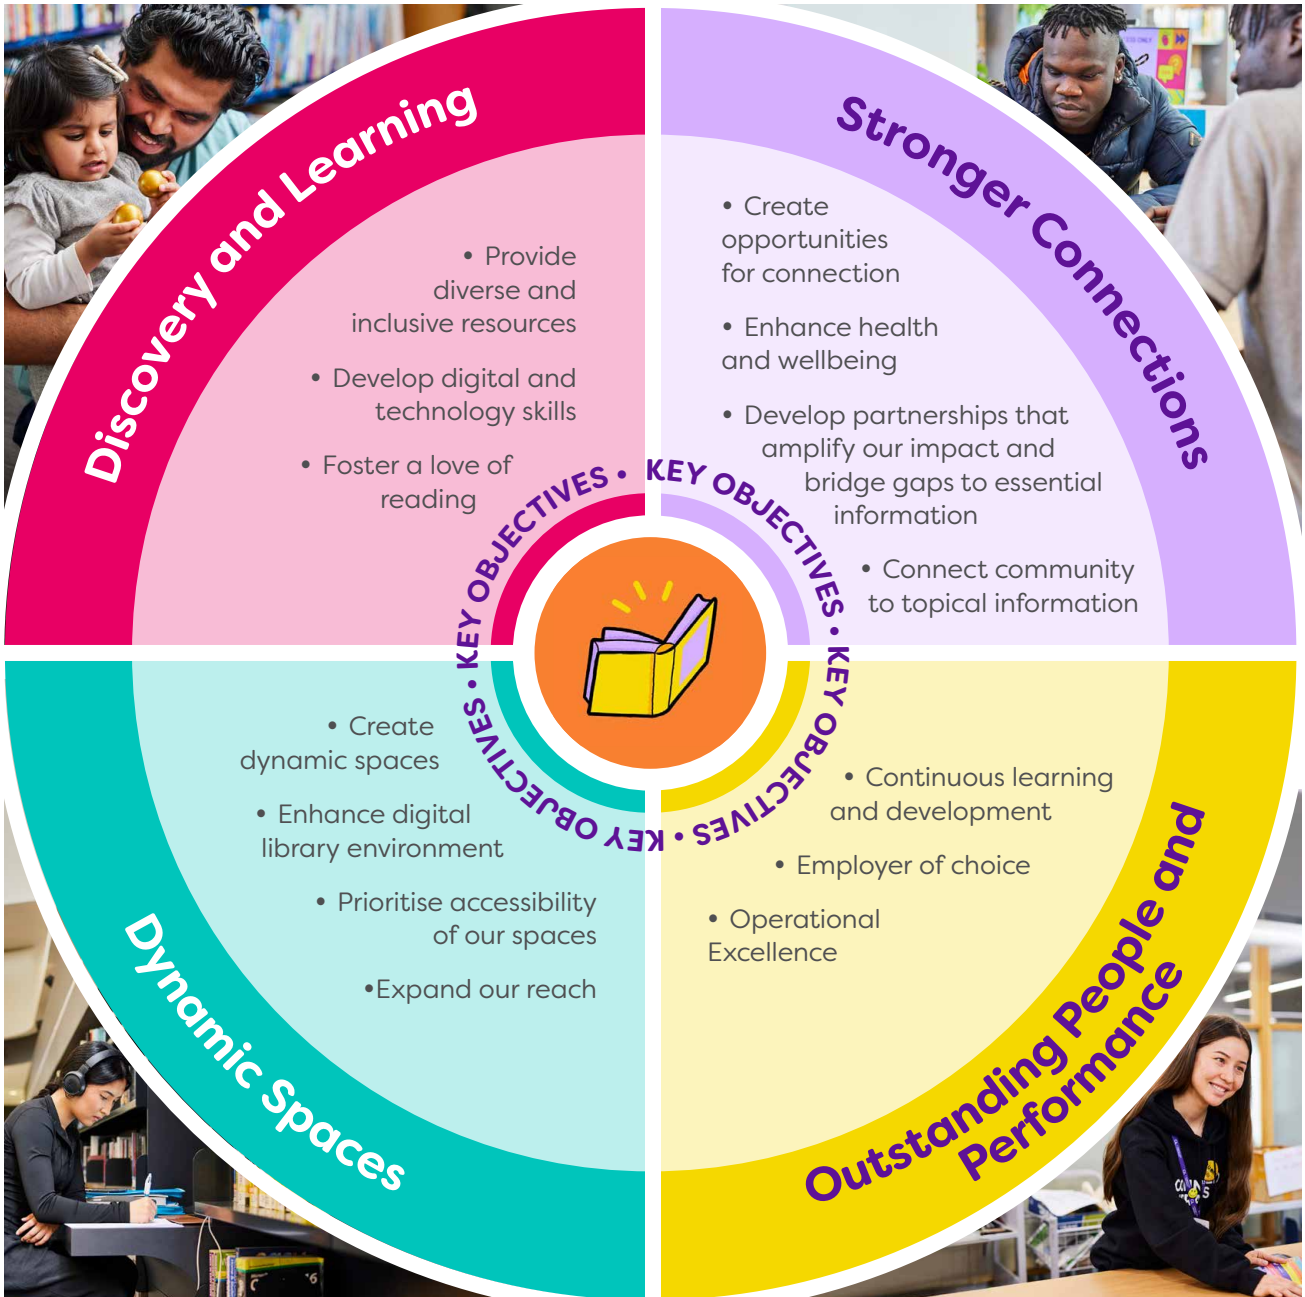 Discovery and Learning
• Provide
diverse and
inclusive resources
• Develop digital and
technology skills
• Foster a love of
reading
Stronger Connections
• Create
opportunities
for connection
• Enhance health
and wellbeing
• Develop partnerships that
amplify our impact and
bridge gaps to essential
information
• Connect community
to topical information
KEY OBJECTIVES • KEY OBJECTIVES • KEY OBJECTIVES • KEY OBJECTIVES •
Dynamic Spaces
• Create
dynamic spaces
• Enhance digital
library environment
• Prioritise accessibility
of our spaces
•Expand our reach
Outstanding People and
Performance
• Continuous learning
and development
• Employer of choice
• Operational
Excellence